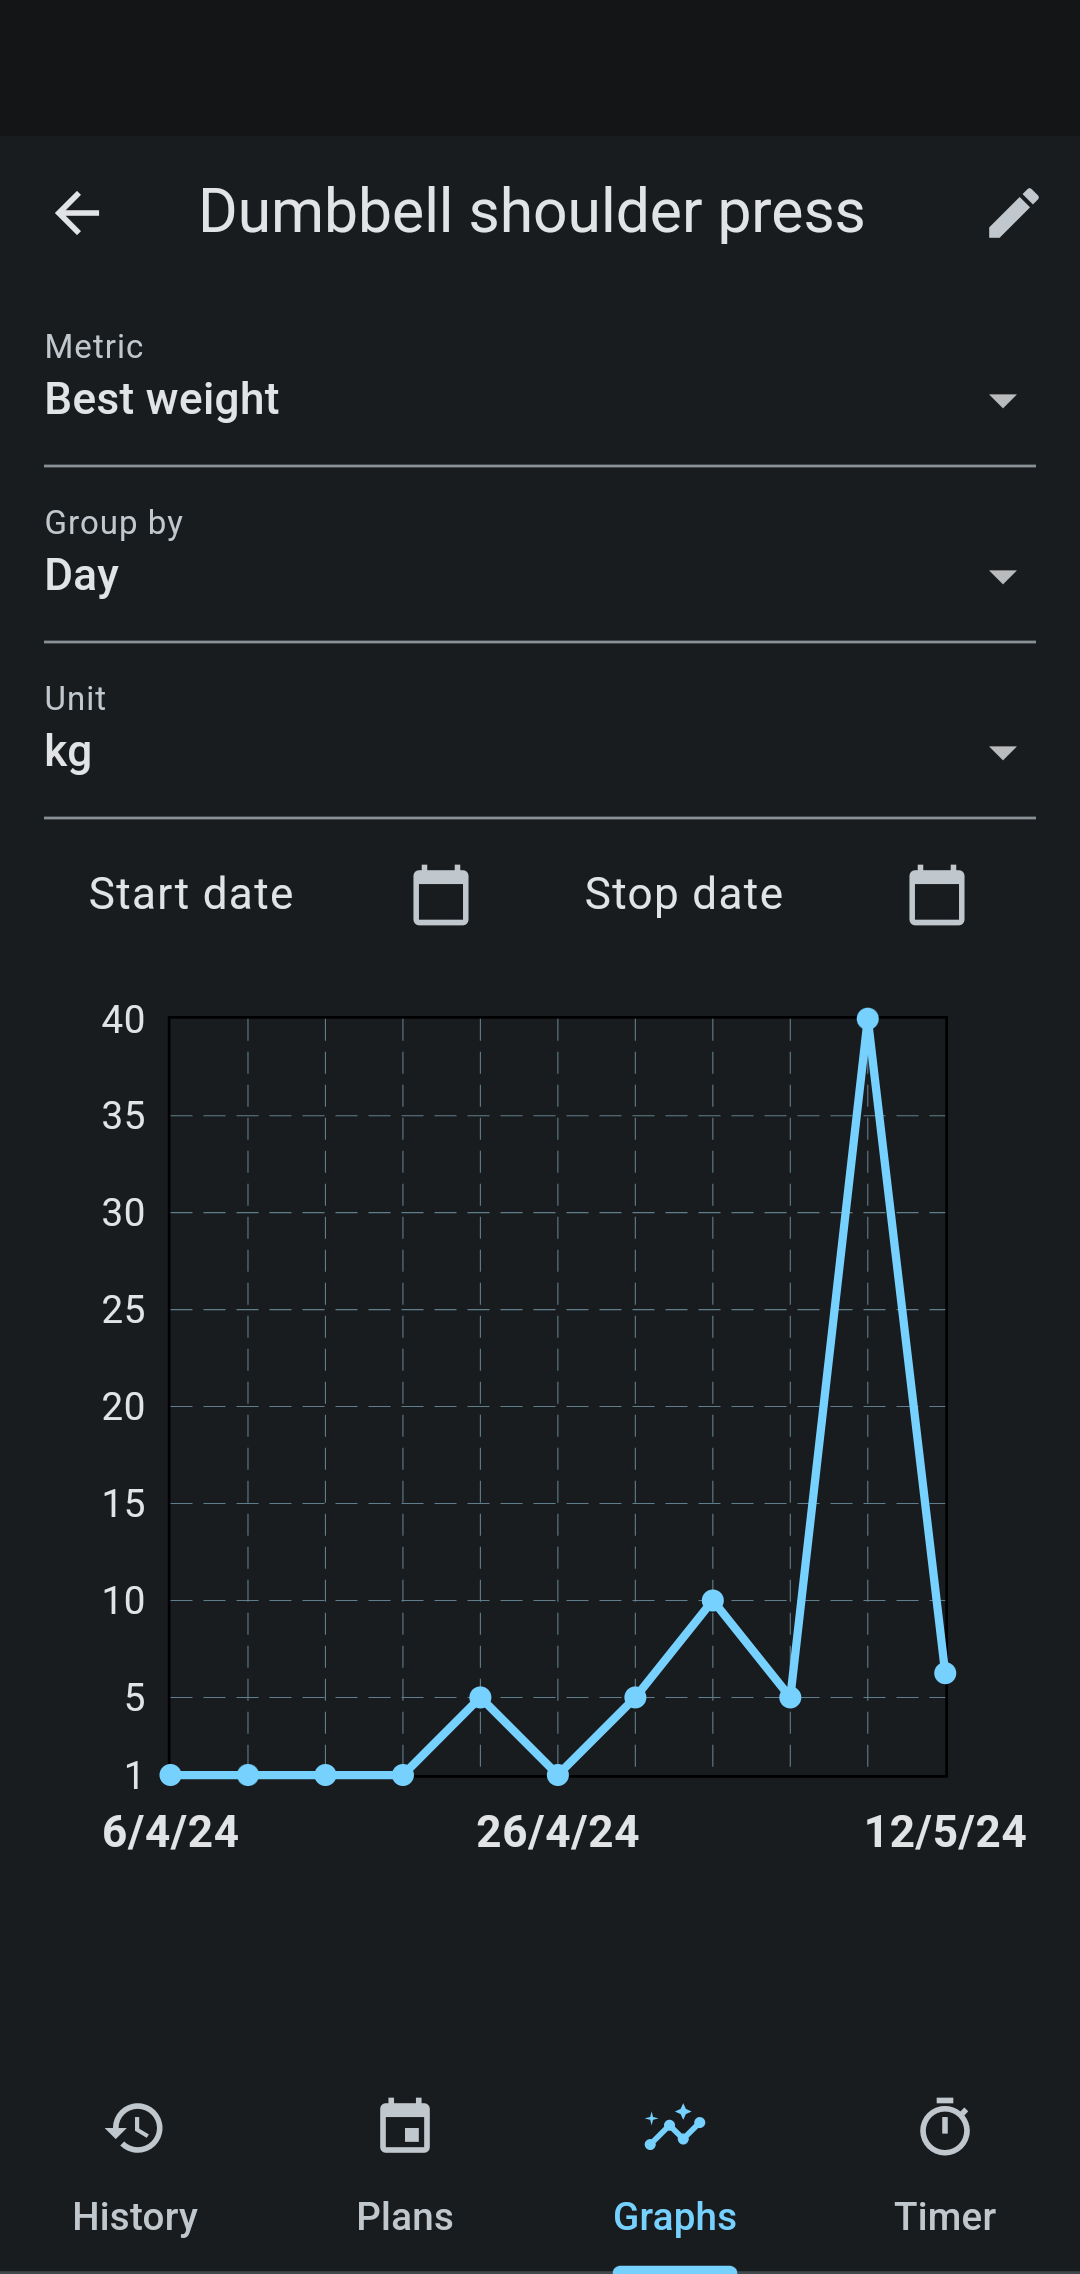 Dumbbell shoulder press
Metric
Best weight
Group by
Day
Unit
kg
Start date Stop date
40
35
30
25
20
15
10
5
1
6/4/24 26/4/24 12/5/24
History Plans Graphs Timer